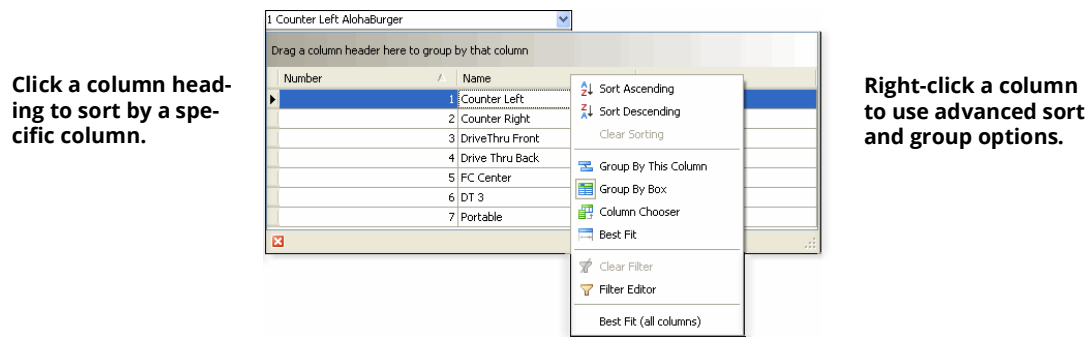 1 Counter Left AlohaBurger
Drag a column header here to group by that column
Click a column head-
ing to sort by a spe-
cific column.
Number Name
1 Counter Left
2 Counter Right
3 DriveThru Front
4 Drive Thru Back
5 FC Center
6 DT 3
7 Portable
Sort Ascending
Sort Descending
Clear Sorting
Group By This Column
Group By Box
Column Chooser
Best Fit
Clear Filter
Filter Editor
Best Fit (all columns)
Right-click a column
to use advanced sort
and group options.